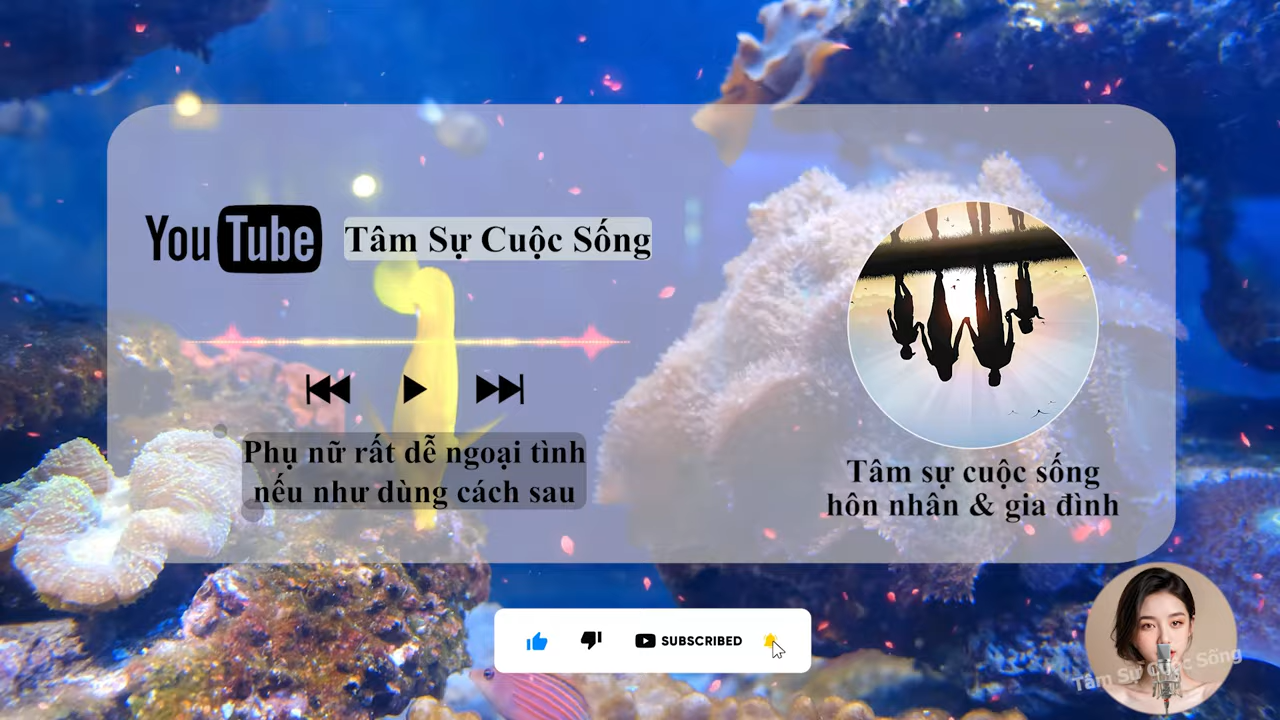 YouTube
Tâm Sự Cuộc Sống
Phụ nữ rất dễ ngoại tình
nếu như dùng cách sau
Tâm sự cuộc sống
hôn nhân & gia đình
SUBSCRIBED
Tâm Sự Cuộc Sống